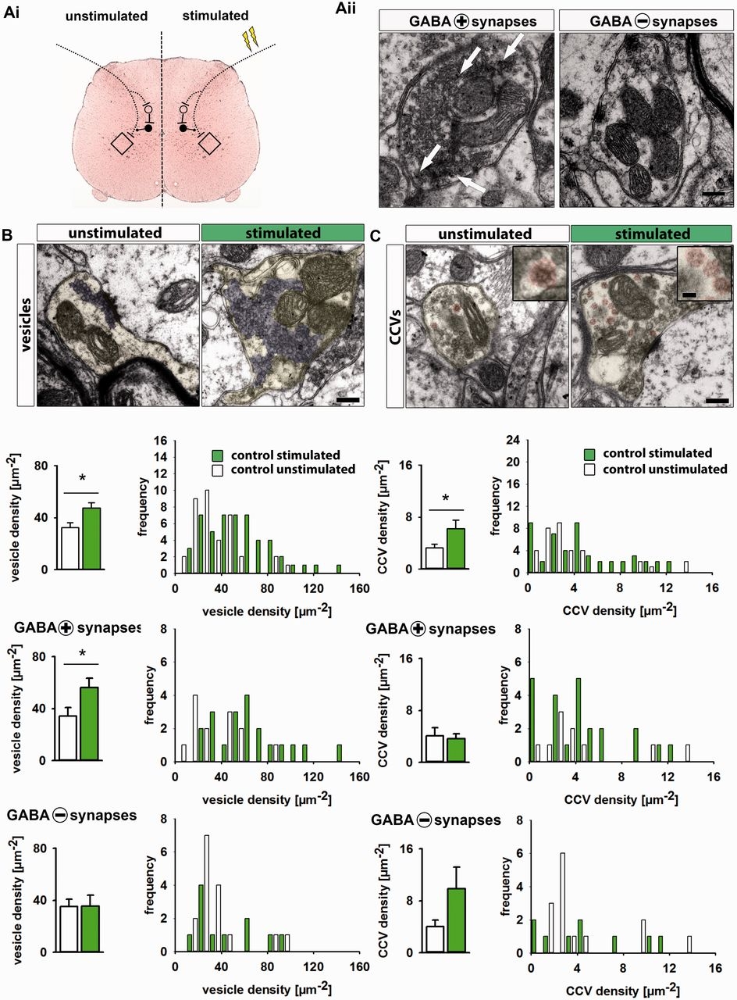 Ai
unstimulated
stimulated
Aii
GABA + synapses
GABA − synapses
B
unstimulated
stimulated
vesicles
C
unstimulated
stimulated
CCVs
vesicle density [µm-2]
80
40
0
*
frequency
16
14
12
10
8
6
4
2
0
control stimulated
control unstimulated
0 40 80 120 160
vesicle density [µm-2]
CCV density [µm-2]
16
8
0
*
frequency
24
20
16
12
8
4
0
control stimulated
control unstimulated
0 4 8 12 16
CCV density [µm-2]
GABA + synapses
vesicle density [µm-2]
80
40
0
*
frequency
8
6
4
2
0
0 40 80 120 160
vesicle density [µm-2]
GABA + synapses
CCV density [µm-2]
16
8
0
frequency
8
6
4
2
0
0 4 8 12 16
CCV density [µm-2]
GABA − synapses
vesicle density [µm-2]
80
40
0
frequency
8
6
4
2
0
0 40 80 120 160
vesicle density [µm-2]
GABA − synapses
CCV density [µm-2]
16
8
0
frequency
8
6
4
2
0
0 4 8 12 16
CCV density [µm-2]